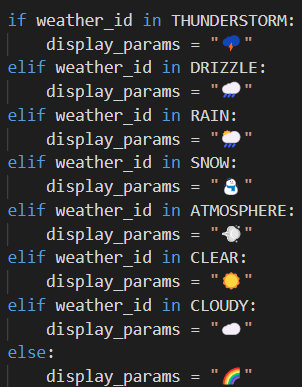 if weather_id in THUNDERSTORM:
    display_params = "🌩 "
elif weather_id in DRIZZLE:
    display_params = "🌧 "
elif weather_id in RAIN:
    display_params = "🌦 "
elif weather_id in SNOW:
    display_params = "⛄ "
elif weather_id in ATMOSPHERE:
    display_params = "💨 "
elif weather_id in CLEAR:
    display_params = "☀ "
elif weather_id in CLOUDY:
    display_params = "☁ "
else:
    display_params = "🌈 "